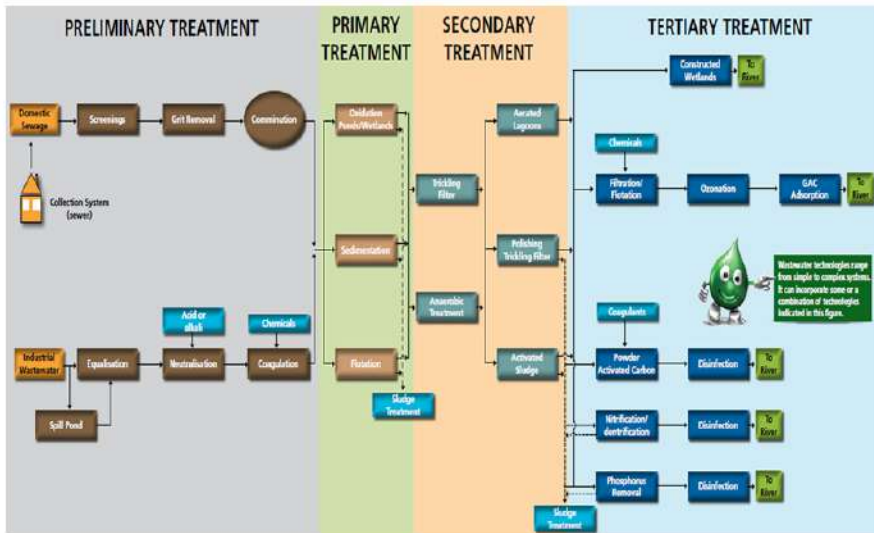 PRELIMINARY TREATMENT
PRIMARY
TREATMENT
SECONDARY
TREATMENT
TERTIARY TREATMENT
Domestic
Sewage
Screenings
Grit Removal
Commination
Collection System
(sewer)
Industrial
Wastewater
Equalisation
Acid or
alkali
Neutralisation
Chemicals
Coagulation
Spill Pond
Oxidation
Ponds/Wetlands
Sedimentation
Flotation
Sludge
Treatment
Trickling
Filter
Anaerobic
Treatment
Aerated
Lagoons
Polishing
Trickling Filter
Activated
Sludge
Sludge
Treatment
Constructed
Wetlands
To
River
Chemicals
Filtration/
Flotation
Ozonation
GAC
Adsorption
To
River
Wastewater technologies range
from simple to complex systems.
It can incorporate some or a
combination of technologies
indicated in this figure.
Coagulants
Powder
Activated Carbon
Disinfection
To
River
Nitrification/
Disinfection
To
River
Phosphorus
Removal
Disinfection
To
River